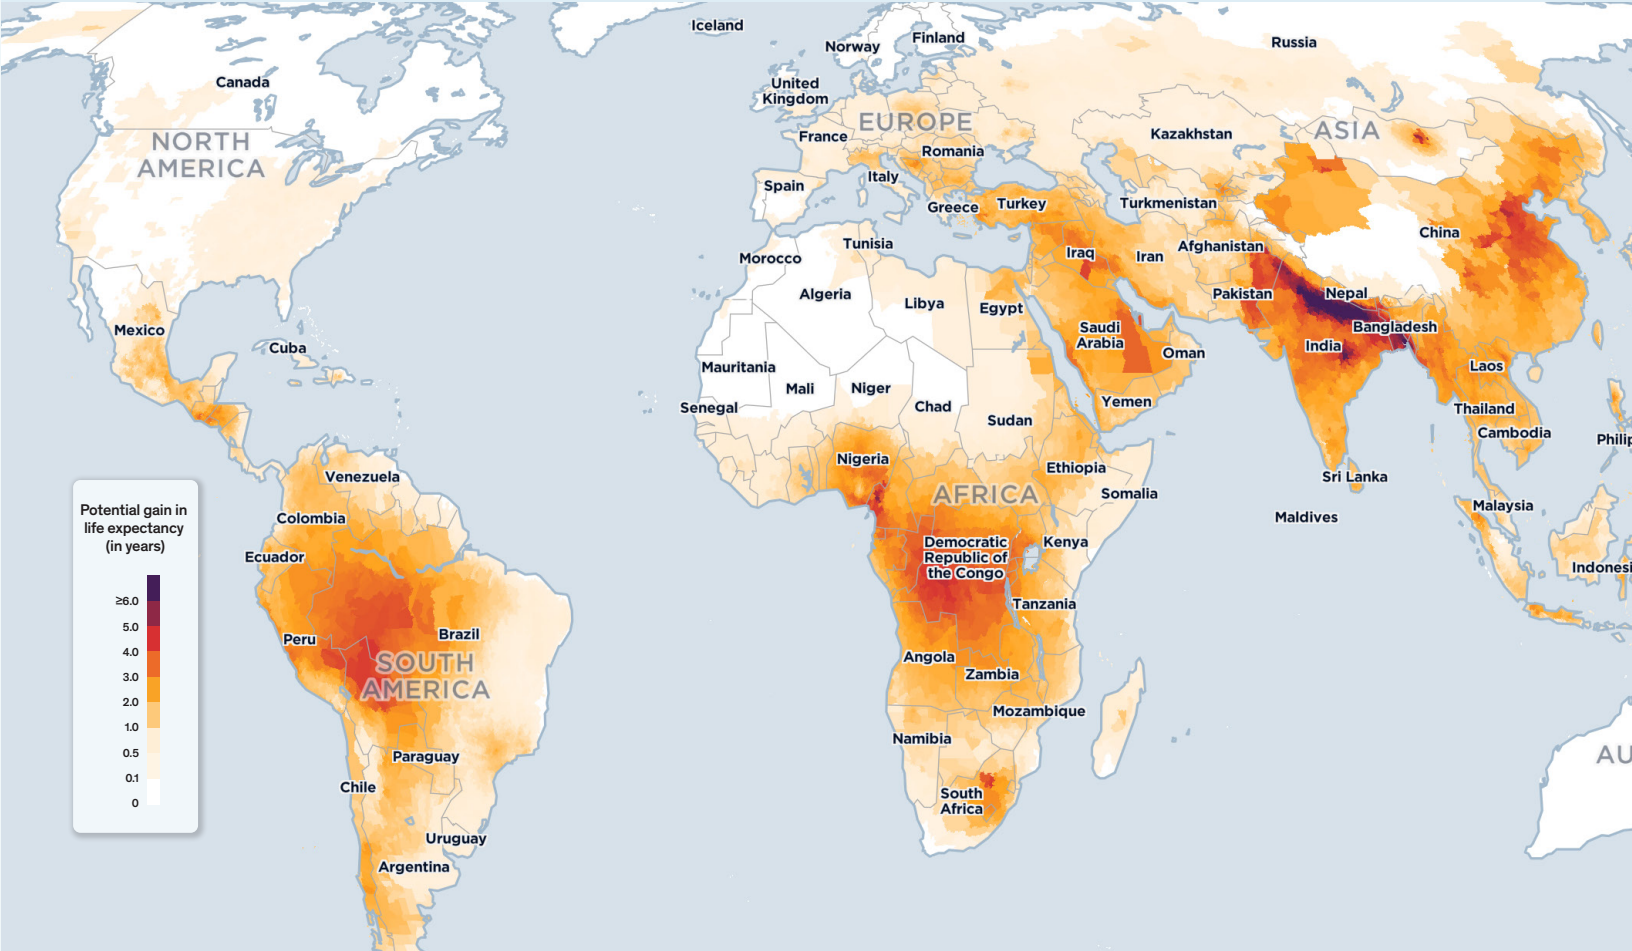 Iceland
Finland
Norway
Russia
Canada
United
Kingdom
EUROPE
NORTH
AMERICA
France
Kazakhstan
ASIA
Romania
Italy
Spain
Greece
Turkey
Turkmenistan
China
Tunisia
Morocco
Iraq
Iran
Afghanistan
Algeria
Libya
Egypt
Pakistan
Nepal
Mexico
Saudi
Arabia
Bangladesh
India
Cuba
Oman
Mauritania
Mali
Niger
Laos
Senegal
Chad
Yemen
Thailand
Sudan
Cambodia
Philip
Nigeria
Ethiopia
Venezuela
Sri Lanka
AFRICA
Somalia
Malaysia
Colombia
Maldives
Potential gain in
life expectancy
(in years)
≥6.0
5.0
4.0
3.0
2.0
1.0
0.5
0.1
0
Ecuador
Democratic
Republic of
the Congo
Kenya
Indonesi
Tanzania
Peru
Brazil
SOUTH
AMERICA
Angola
Zambia
Mozambique
Namibia
AU
Paraguay
Chile
South
Africa
Uruguay
Argentina